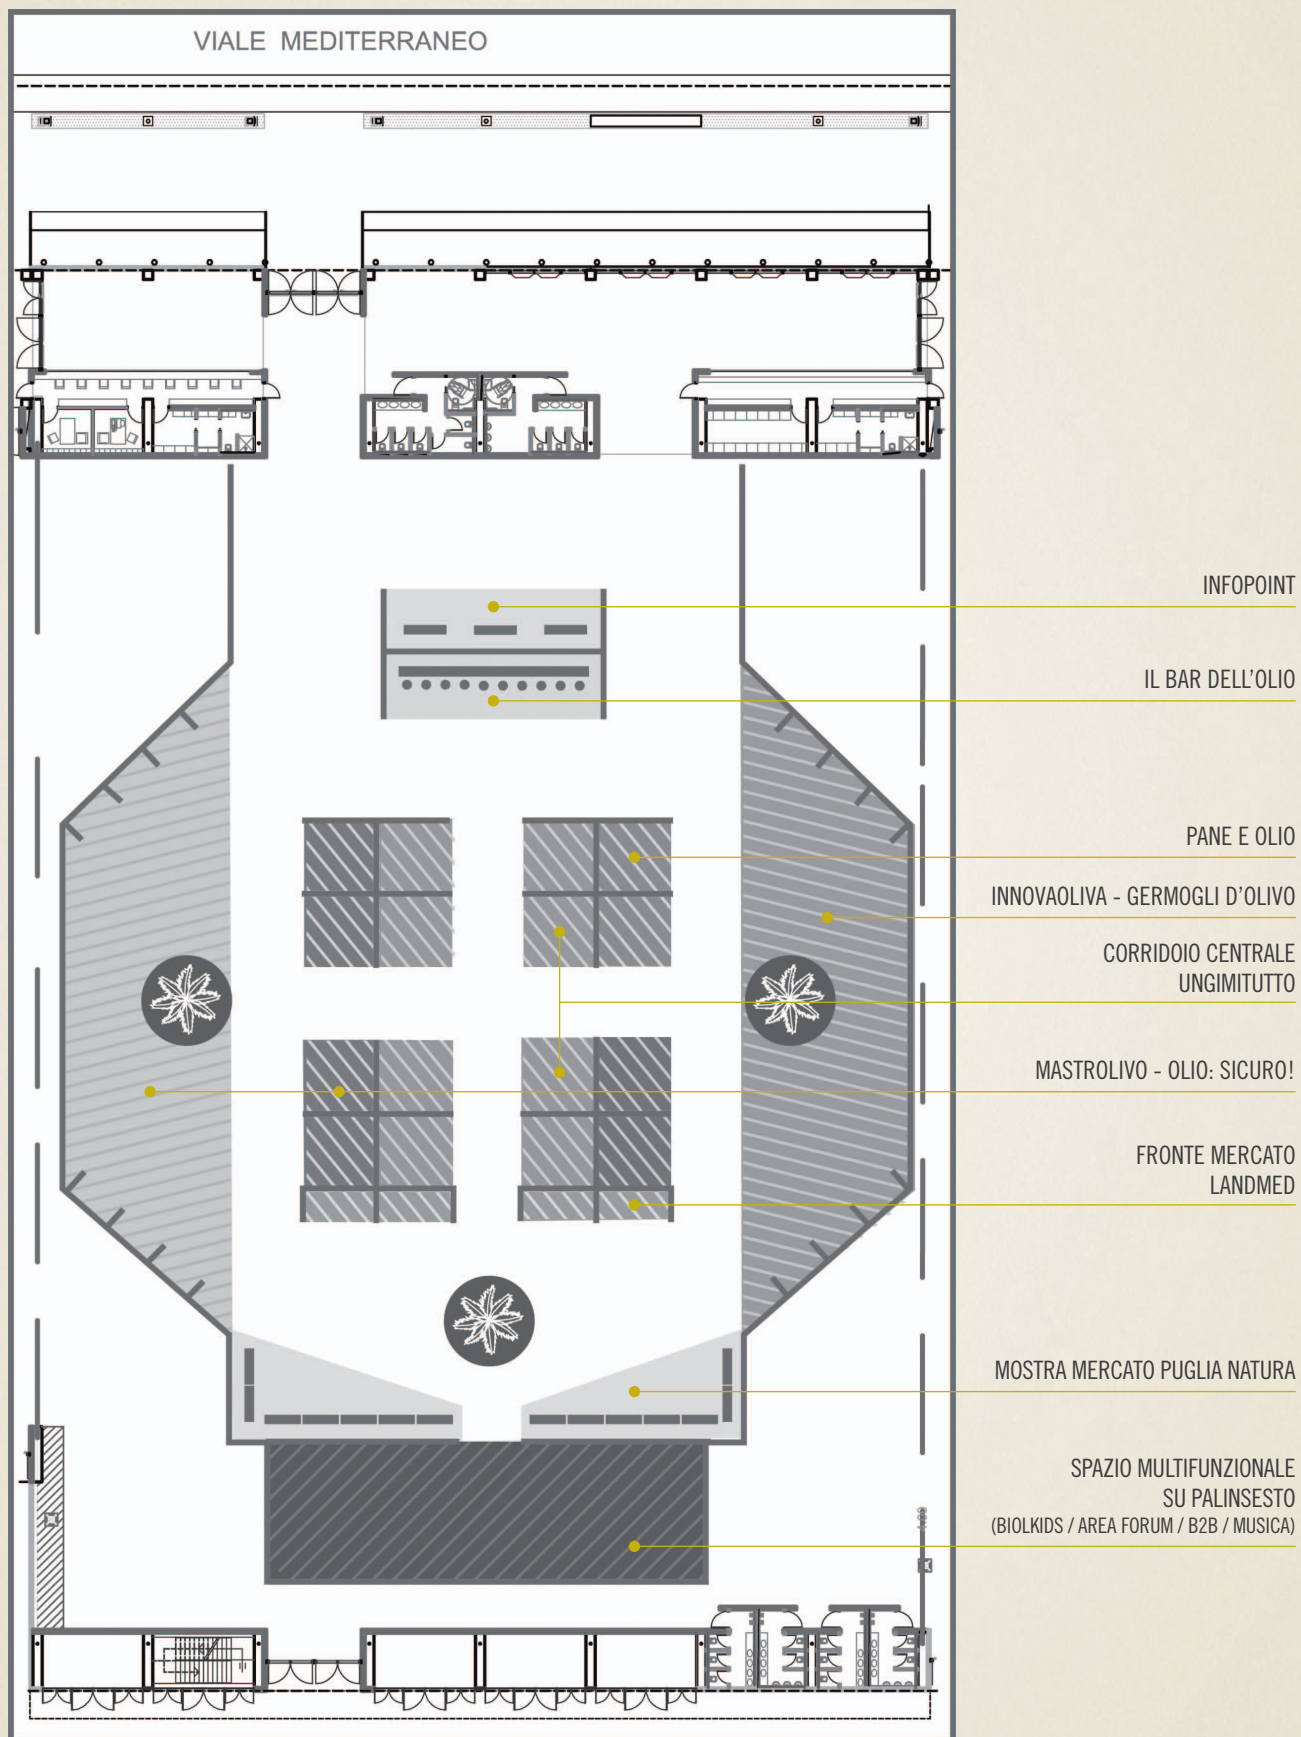 VIALE MEDITERRANEO
INFOPOINT
IL BAR DELL'OLIO
PANE E OLIO
INNOVAOLIVA - GERMOGLI D'OLIVO
CORRIDOIO CENTRALE
UNGIMITUTTO
MASTROLIVO - OLIO: SICURO!
FRONTE MERCATO
LANDMED
MOSTRA MERCATO PUGLIA NATURA
SPAZIO MULTIFUNZIONALE
SU PALINSESTO
(BIOLKIDS / AREA FORUM / B2B / MUSICA)